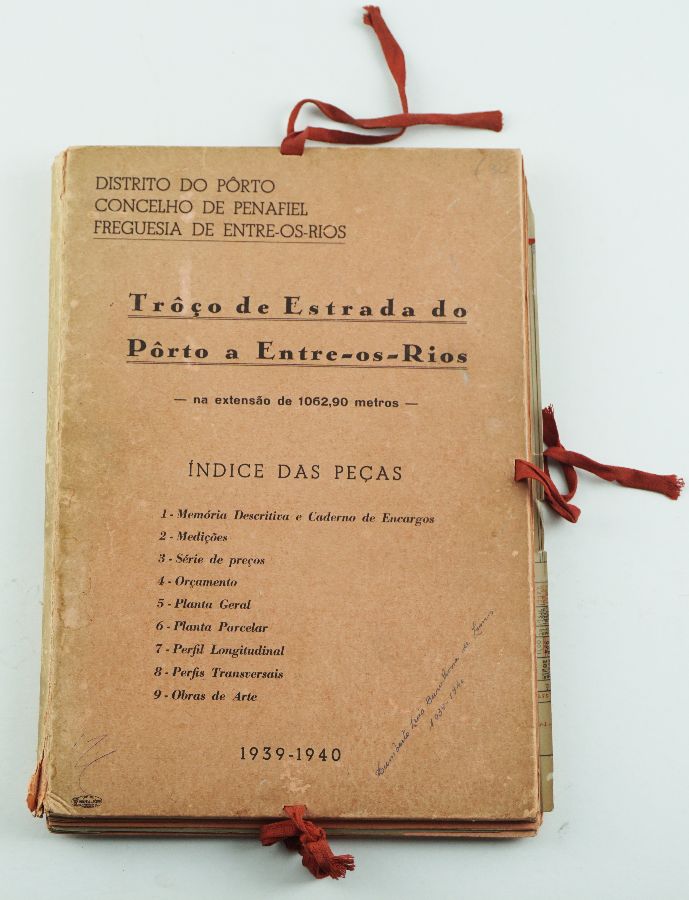 DISTRITO DO PÔRTO
CONCELHO DE PENAFIEL
FREGUESIA DE ENTRE-OS-RIOS
Trôço de Estrada do
Pôrto a Entre-os-Rios
— na extensão de 1062,90 metros —
ÍNDICE DAS PEÇAS
1 - Memória Descritiva e Caderno de Encargos
2 - Medições
3 - Série de preços
4 - Orçamento
5 - Planta Geral
6 - Planta Parcelar
7 - Perfil Longitudinal
8 - Perfis Transversais
9 - Obras de Arte
Luis de
1939-1940